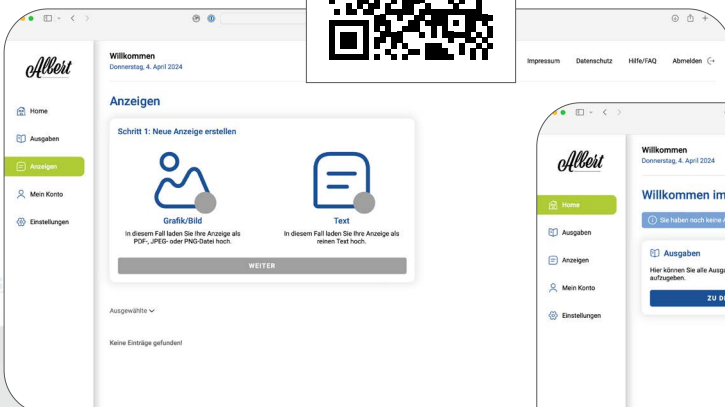 Albert
Willkommen
Donnerstag, 4. April 2024
Impressum
Datenschutz
Hilfe/FAQ
Abmelden
Home
Ausgaben
Anzeigen
Mein Konto
Einstellungen
Anzeigen
Schritt 1: Neue Anzeige erstellen
Grafik/Bild
In diesem Fall laden Sie Ihre Anzeige als
PDF-, JPEG- oder PNG-Datei hoch.
Text
In diesem Fall laden Sie Ihre Anzeige als
reinen Text hoch.
WEITER
Ausgewählte
Keine Einträge gefunden!
Albert
Willkommen
Donnerstag, 4. April 2024
Home
Ausgaben
Anzeigen
Mein Konto
Einstellungen
Willkommen im
Sie haben noch keine A
Ausgaben
Hier können Sie alle Ausga
aufzugeben.
ZU D